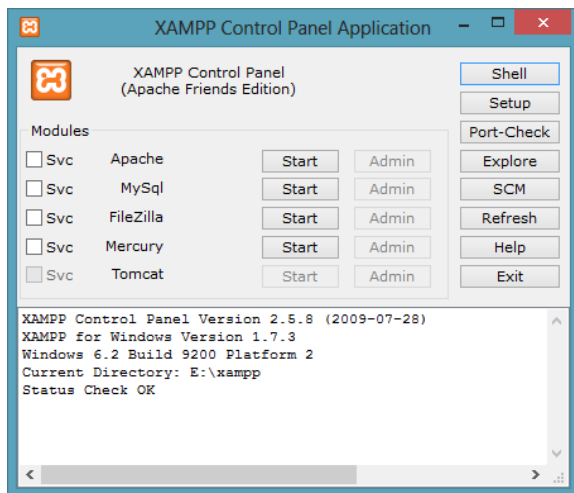 XAMPP Control Panel Application
XAMPP Control Panel
(Apache Friends Edition)
Shell
Setup
Port-Check
Modules
Svc Apache Start Admin Explore
Svc MySql Start Admin SCM
Svc FileZilla Start Admin Refresh
Svc Mercury Start Admin Help
Svc Tomcat Start Admin Exit
XAMPP Control Panel Version 2.5.8 (2009-07-28)
XAMPP for Windows Version 1.7.3
Windows 6.2 Build 9200 Platform 2
Current Directory: E:\xampp
Status Check OK